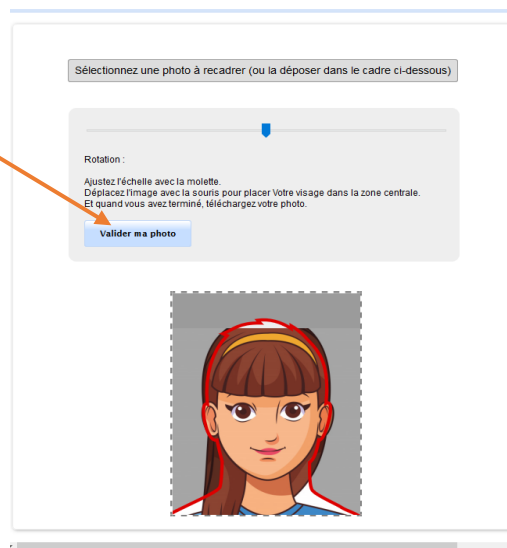 Sélectionnez une photo à recadrer (ou la déposer dans le cadre ci-dessous)
Rotation :
Ajustez l'échelle avec la molette.
Déplacez l'image avec la souris pour placer Votre visage dans la zone centrale.
Et quand vous avez terminé, téléchargez votre photo.
Valider ma photo